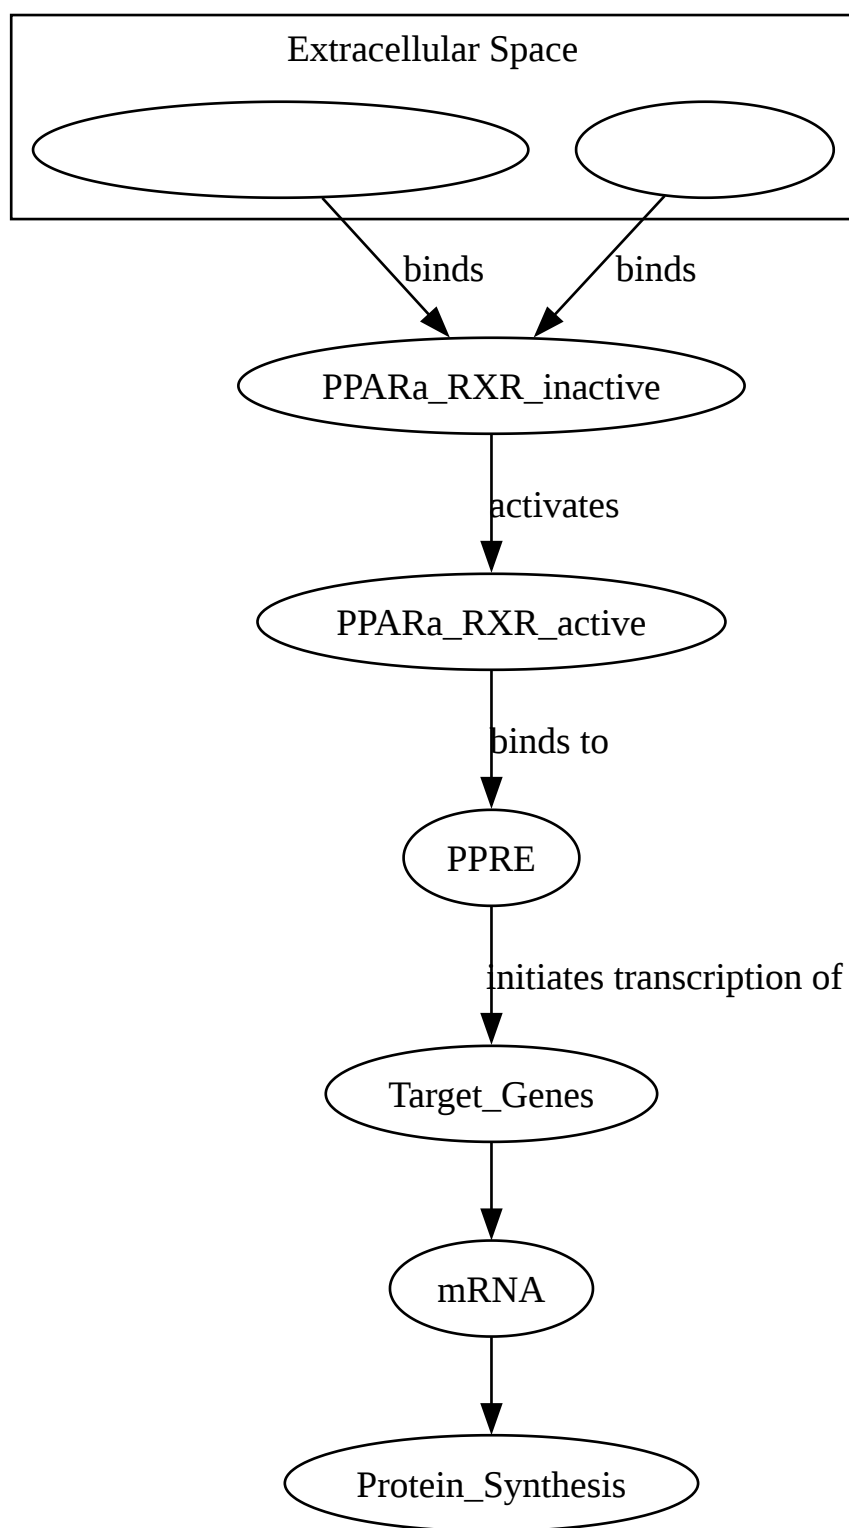 Extracellular Space
binds
binds
PPARa_RXR_inactive
activates
PPARa_RXR_active
binds to
PPRE
initiates transcription of
Target_Genes
mRNA
Protein_Synthesis